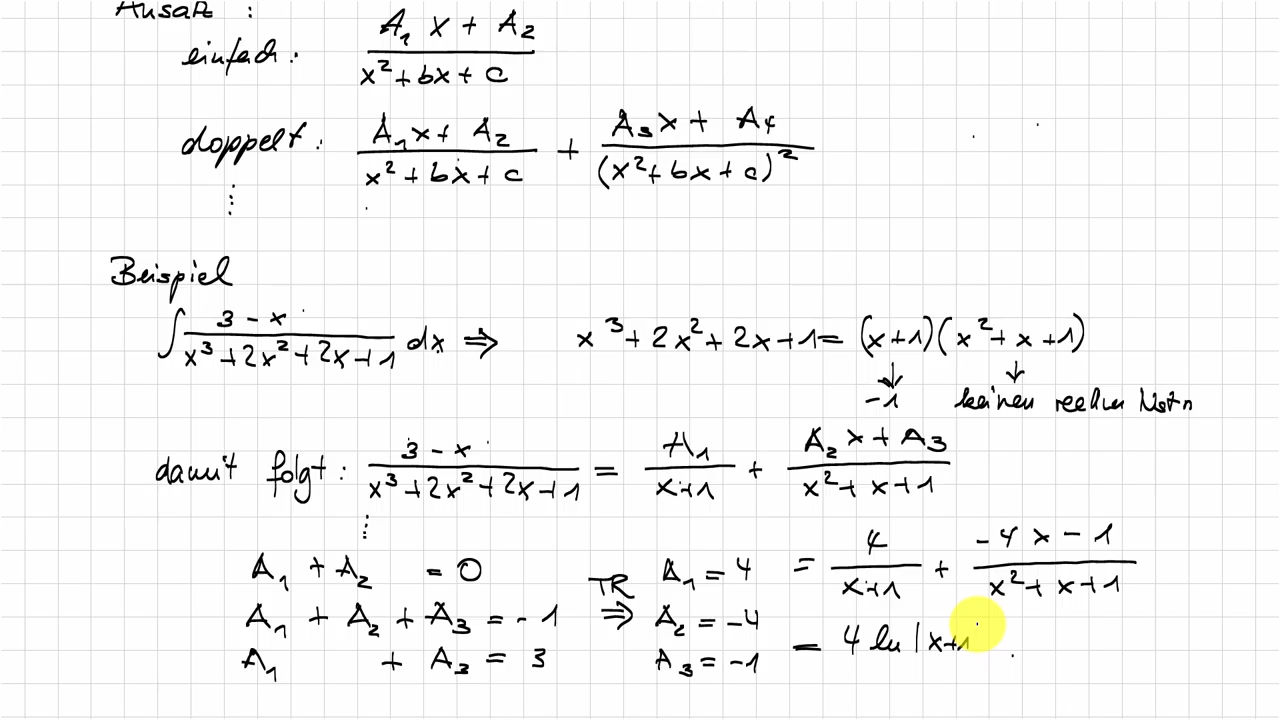 Ansatz :
einfach: (A₁ x + A₂)/(x² + bx + c)
doppelt: (A₁x + A₂)/(x² + bx + c) + (A₃x + A₄)/(x² + bx + c)²
⋮
Beispiel
∫ (3 - x)/(x³ + 2x² + 2x + 1) dx ⇒ x³ + 2x² + 2x + 1 = (x+1)(x² + x + 1)
↓ ↓
-1 keinen reellen
damit folgt: (3 - x)/(x³ + 2x² + 2x + 1) = A₁/(x+1) + (A₂ x + A₃)/(x² + x + 1)
⋮
A₁ + A₂ = 0 TR A₁ = 4 = 4/(x+1) + (-4x - 1)/(x² + x + 1)
A₁ + A₂ + A₃ = -1 ⇒ A₂ = -4
A₁ + A₃ = 3 A₃ = -1 = 4 ln |x+1